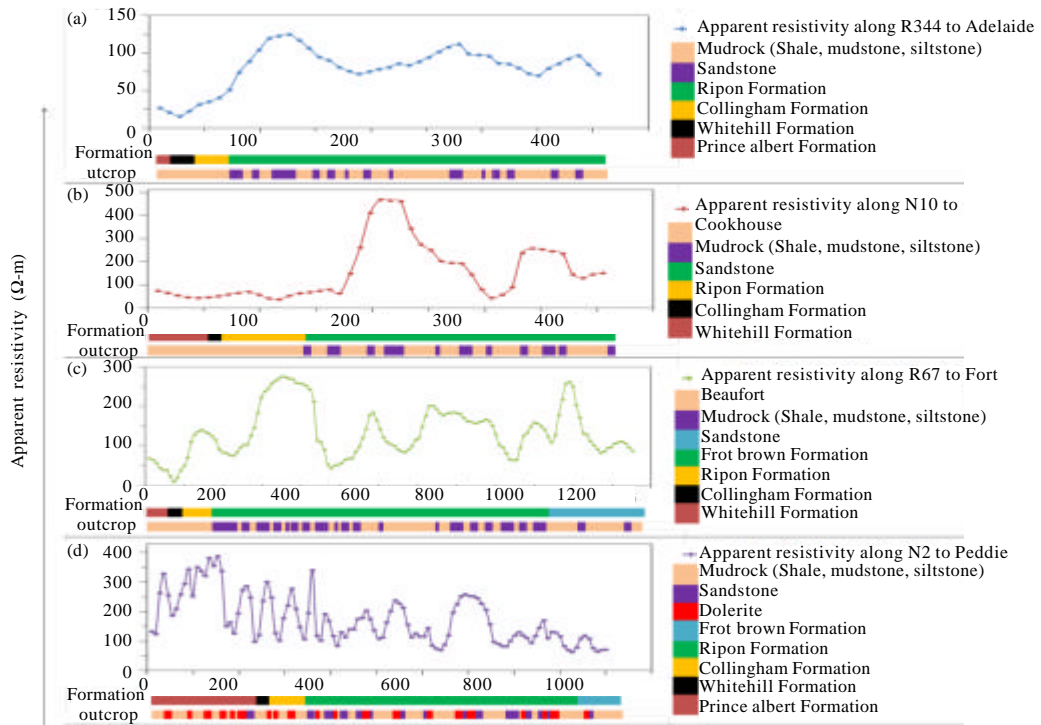 Apparent resistivity (Ω-m)
(a)
150
100
50
0
0 100 200 300 400
Formation
utcrop
Apparent resistivity along R344 to Adelaide
Mudrock (Shale, mudstone, siltstone)
Sandstone
Ripon Formation
Collingham Formation
Whitehill Formation
Prince albert Formation
(b)
500
400
300
200
100
0
0 100 200 300 400
Formation
outcrop
Apparent resistivity along N10 to
Cookhouse
Mudrock (Shale, mudstone, siltstone)
Sandstone
Ripon Formation
Collingham Formation
Whitehill Formation
(c)
300
200
100
0
0 200 400 600 800 1000 1200
Formation
outcrop
Apparent resistivity along R67 to Fort
Beaufort
Mudrock (Shale, mudstone, siltstone)
Sandstone
Frot brown Formation
Ripon Formation
Collingham Formation
Whitehill Formation
(d)
400
300
200
100
0
0 200 400 600 800 1000
Formation
outcrop
Apparent resistivity along N2 to Peddie
Mudrock (Shale, mudstone, siltstone)
Sandstone
Dolerite
Frot brown Formation
Ripon Formation
Collingham Formation
Whitehill Formation
Prince albert Formation